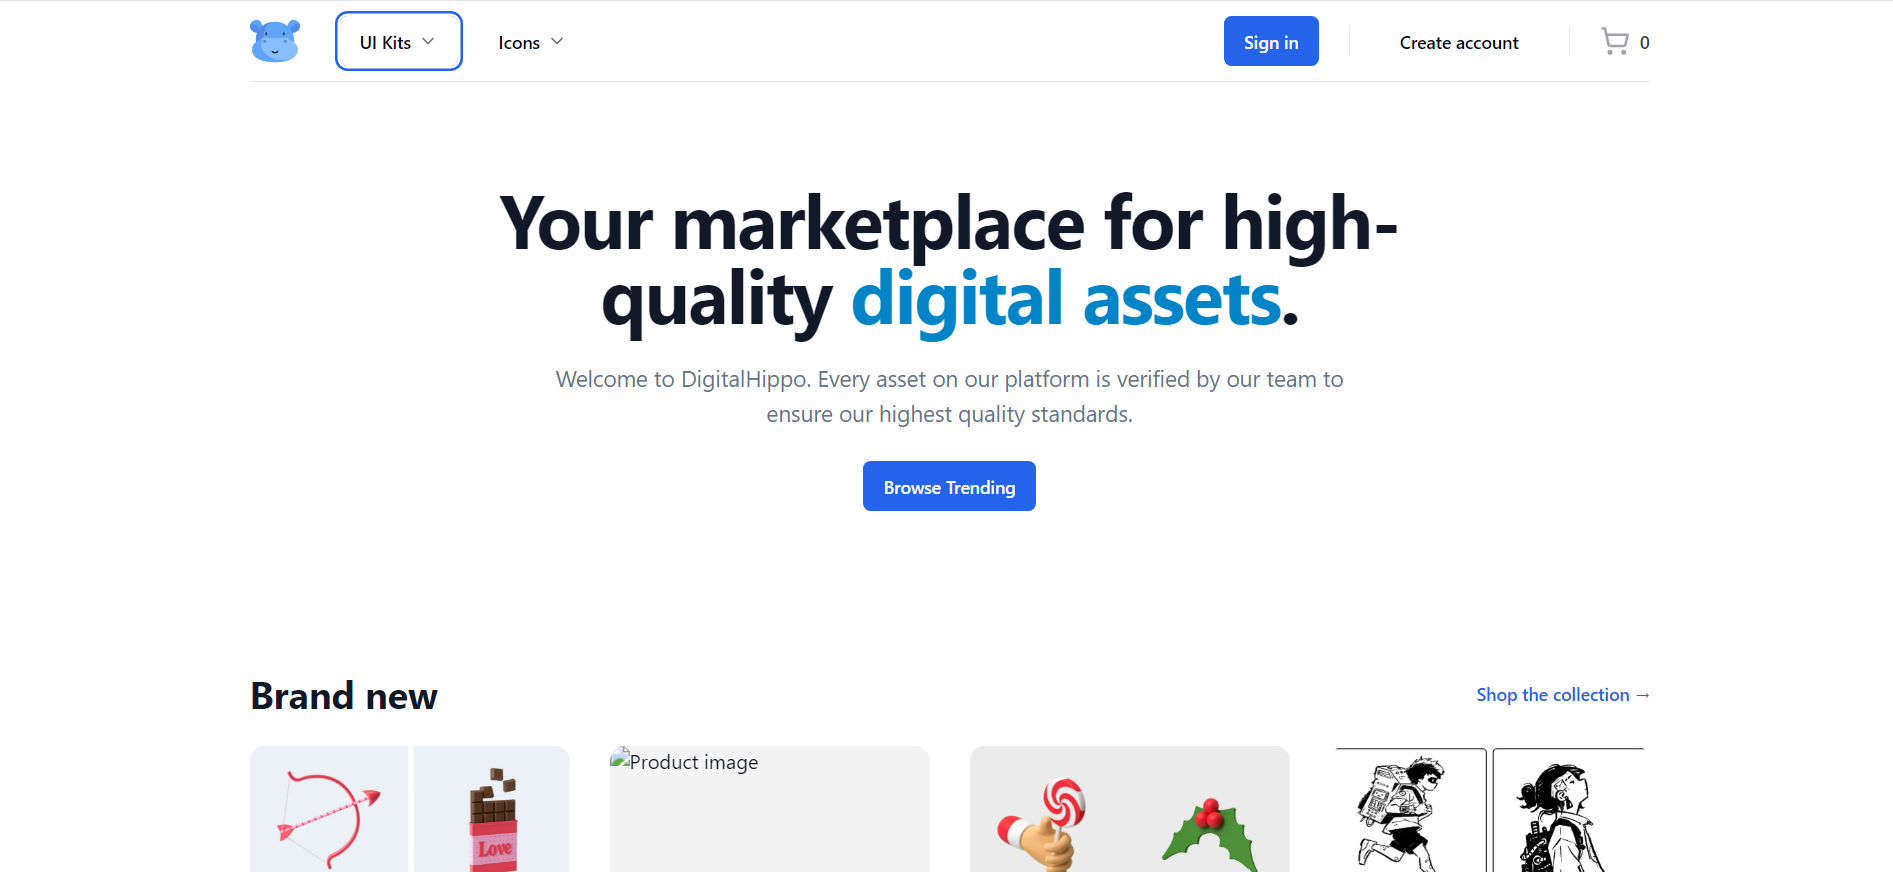 UI Kits
Icons
Sign in
Create account
0
Your marketplace for high-
quality digital assets.
Welcome to DigitalHippo. Every asset on our platform is verified by our team to
ensure our highest quality standards.
Browse Trending
Brand new
Shop the collection →
Product image
Love